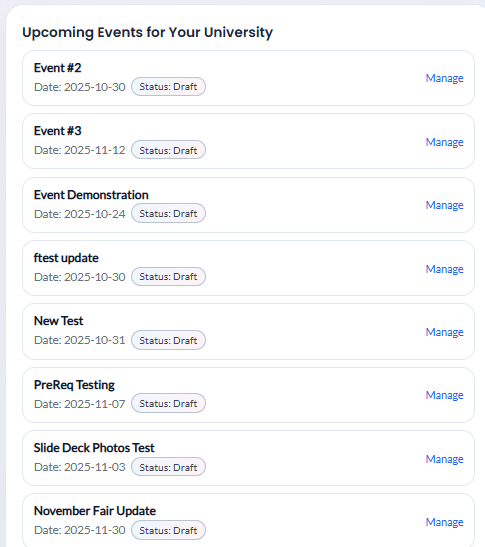 Upcoming Events for Your University
Event #2
Date: 2025-10-30 Status: Draft
Manage
Event #3
Date: 2025-11-12 Status: Draft
Manage
Event Demonstration
Date: 2025-10-24 Status: Draft
Manage
ftest update
Date: 2025-10-30 Status: Draft
Manage
New Test
Date: 2025-10-31 Status: Draft
Manage
PreReq Testing
Date: 2025-11-07 Status: Draft
Manage
Slide Deck Photos Test
Date: 2025-11-03 Status: Draft
Manage
November Fair Update
Date: 2025-11-30 Status: Draft
Manage